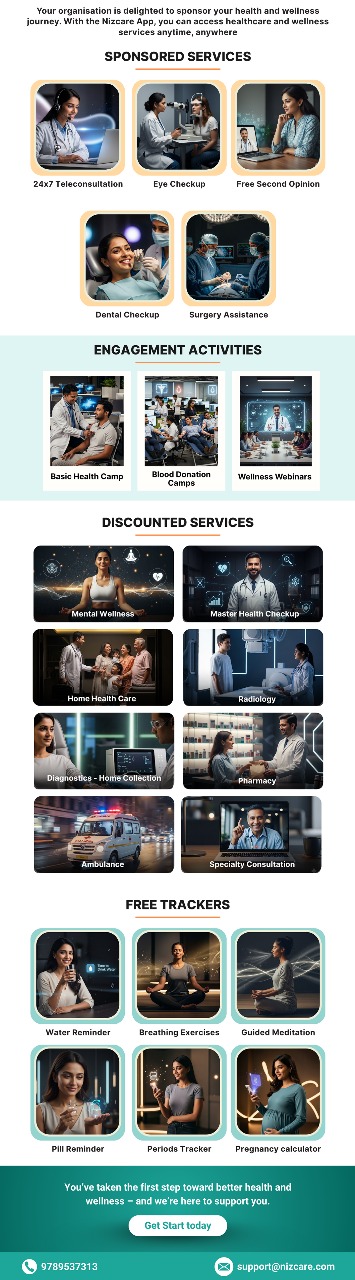 Your organisation is delighted to sponsor your health and wellness
journey. With the Nizcare App, you can access healthcare and wellness
services anytime, anywhere
SPONSORED SERVICES
24x7 Teleconsultation
Eye Checkup
Free Second Opinion
Dental Checkup
Surgery Assistance
ENGAGEMENT ACTIVITIES
Basic Health Camp
Blood Donation
Camps
Wellness Webinars
DISCOUNTED SERVICES
Mental Wellness
Master Health Checkup
Home Health Care
Radiology
Diagnostics - Home Collection
Pharmacy
Ambulance
Specialty Consultation
FREE TRACKERS
Time to
Drink Water
Water Reminder
Breathing Exercises
Guided Meditation
Pill Reminder
Periods Tracker
Pregnancy calculator
You've taken the first step toward better health and
wellness – and we're here to support you.
Get Start today
9789537313
support@nizcare.com